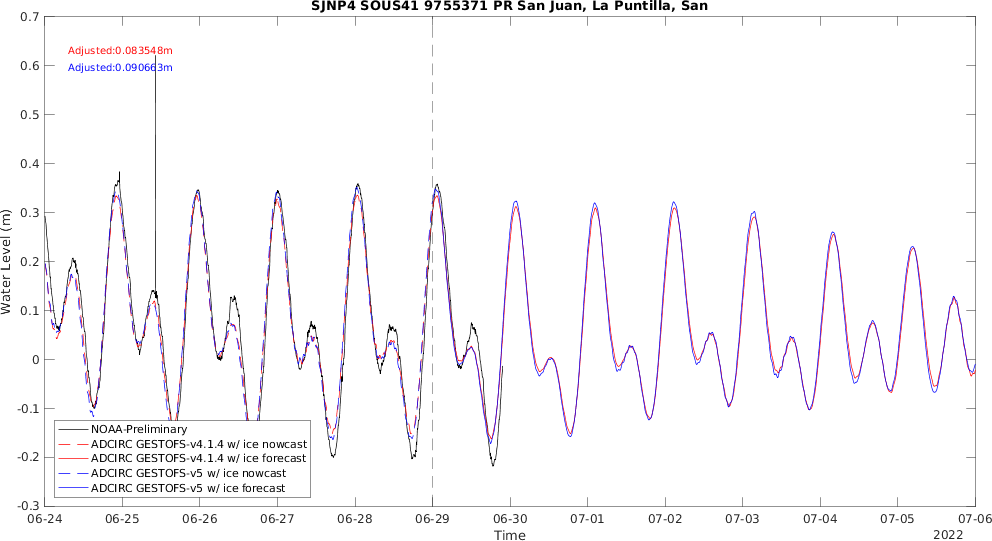 SJNP4 SOUS41 9755371 PR San Juan, La Puntilla, San
0.7
0.6
0.5
0.4
0.3
0.2
0.1
0
-0.1
-0.2
-0.3
Water Level (m)
Adjusted:0.083548m
Adjusted:0.090663m
NOAA-Preliminary
ADCIRC GESTOFS-v4.1.4 w/ ice nowcast
ADCIRC GESTOFS-v4.1.4 w/ ice forecast
ADCIRC GESTOFS-v5 w/ ice nowcast
ADCIRC GESTOFS-v5 w/ ice forecast
06-24 06-25 06-26 06-27 06-28 06-29 06-30 07-01 07-02 07-03 07-04 07-05 07-06
Time
2022